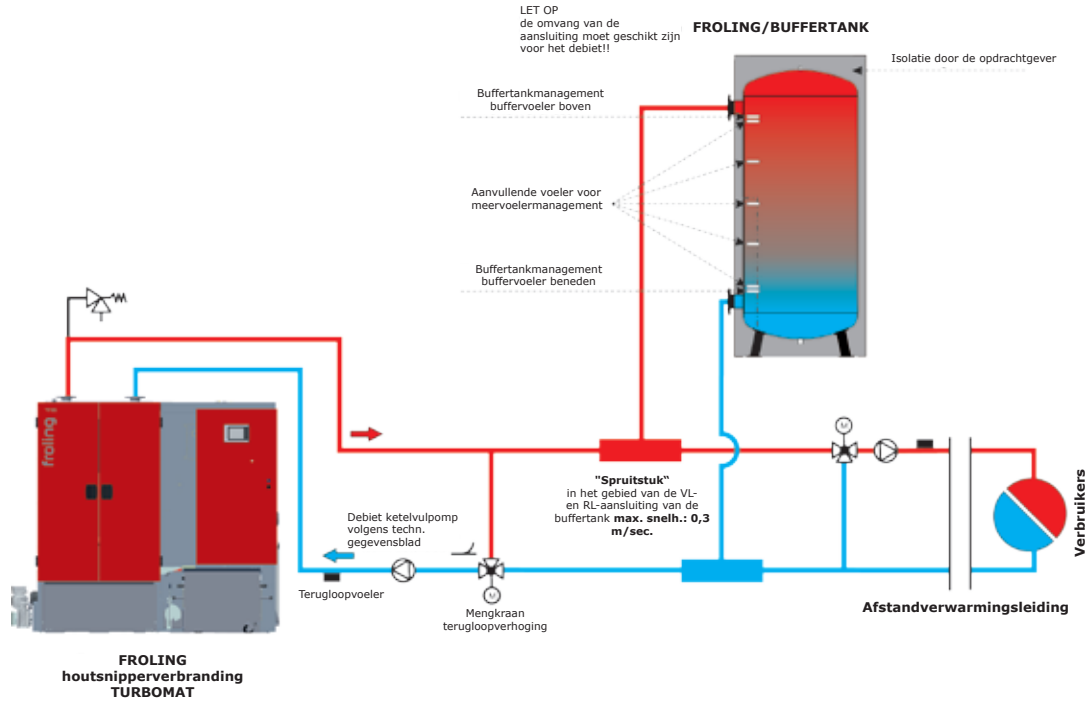 LET OP
de omvang van de
aansluiting moet geschikt zijn
voor het debiet!!
FROLING/BUFFERTANK
Isolatie door de opdrachtgever
Buffertankmanagement
buffervoeler boven
Aanvullende voeler voor
meervoelermanagement
Buffertankmanagement
buffervoeler beneden
froling
M
"Spruitstuk“
in het gebied van de VL-
en RL-aansluiting van de
buffertank max. snelh.: 0,3
m/sec.
Verbruikers
Debiet ketelvulpomp
volgens techn.
gegevensblad
Terugloopvoeler
M
Mengkraan
terugloopverhoging
Afstandverwarmingsleiding
FROLING
houtsnipperverbranding
TURBOMAT